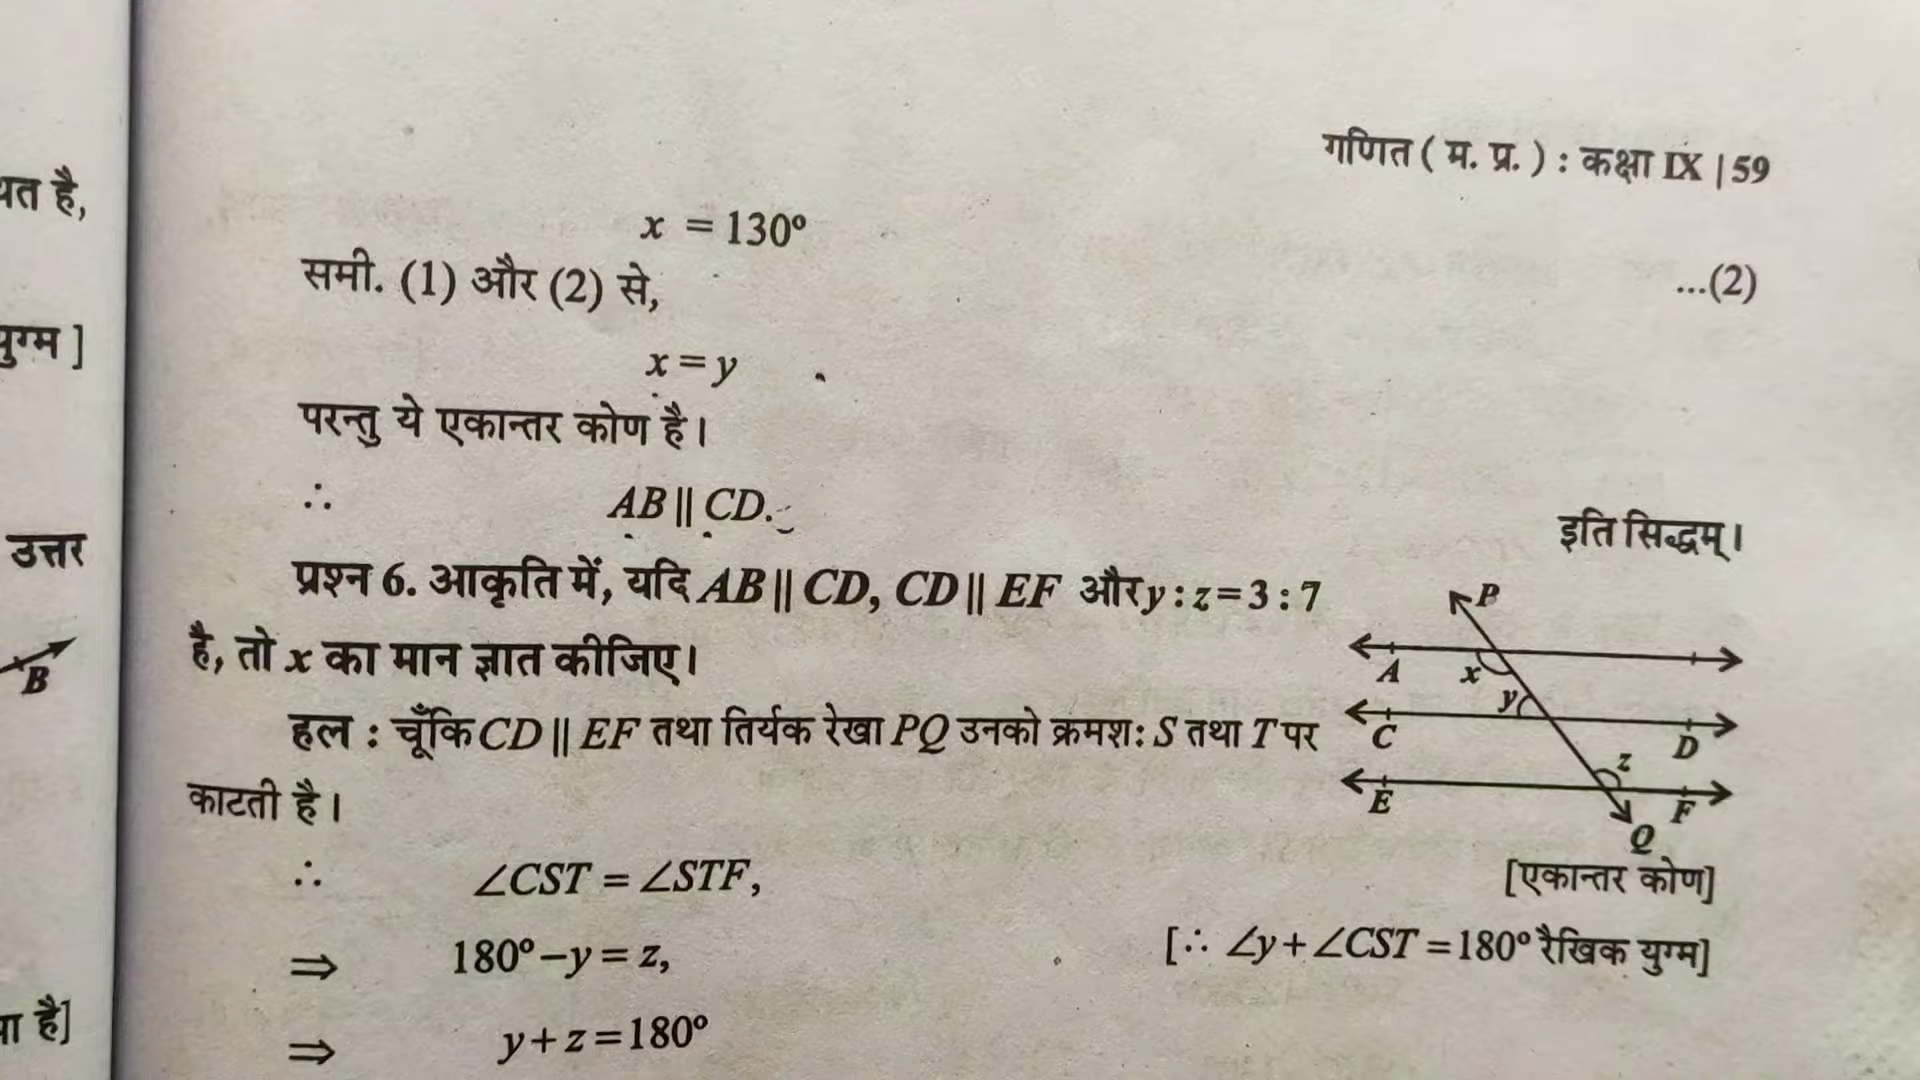 गणित ( म. प्र. ) : कक्षा IX | 59
x = 130°
...(2)
समी. (1) और (2) से,
x = y
परन्तु ये एकान्तर कोण है।
∴ AB || CD.
इति सिद्धम्।
प्रश्न 6. आकृति में, यदि AB || CD, CD || EF और y : z = 3 : 7
है, तो x का मान ज्ञात कीजिए।
हल : चूँकि CD || EF तथा तिर्यक रेखा PQ उनको क्रमशः S तथा T पर
काटती है।
P
A x
y
C D
z
E F
Q
∴ ∠CST = ∠STF, [एकान्तर कोण]
⇒ 180° – y = z, [∴ ∠y + ∠CST = 180° रैखिक युग्म]
⇒ y + z = 180°
है,
]
उत्तर
B
है]